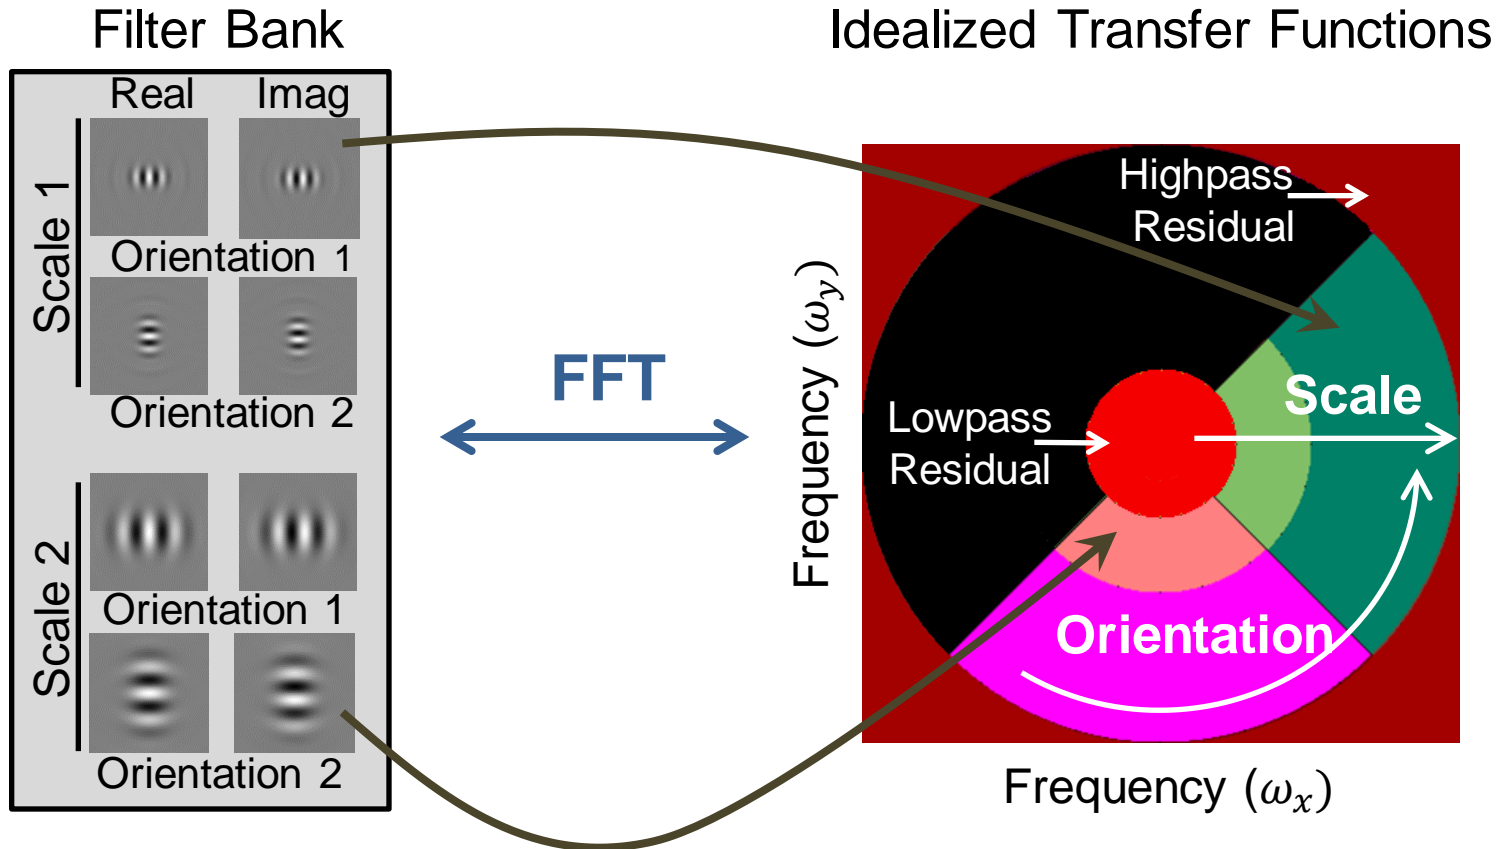 Filter Bank
Idealized Transfer Functions
Real Imag
Scale 1
Orientation 1
Orientation 2
Scale 2
Orientation 1
Orientation 2
FFT
Frequency (ω_y)
Highpass
Residual
Lowpass
Residual
Scale
Orientation
Frequency (ω_x)